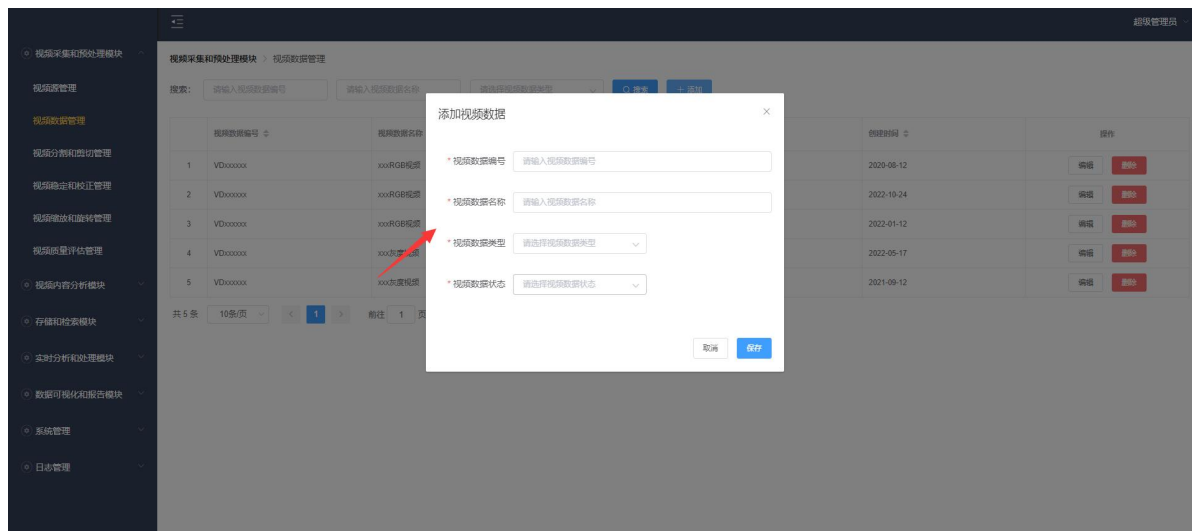 超级管理员
视频采集和预处理模块
视频源管理
视频数据管理
视频分割和剪切管理
视频稳定和校正管理
视频缩放和旋转管理
视频质量评估管理
视频内容分析模块
存储和检索模块
实时分析和处理模块
数据可视化和报告模块
系统管理
日志管理
视频采集和预处理模块 > 视频数据管理
搜索： 请输入视频数据编号 请输入视频数据名称 请选择视频数据类型 搜索 + 添加
视频数据编号 视频数据名称 创建时间 操作
1 VDxxxxxx xxxRGB视频 2020-08-12 编辑 删除
2 VDxxxxxx xxxRGB视频 2022-10-24 编辑 删除
3 VDxxxxxx xxxRGB视频 2022-01-12 编辑 删除
4 VDxxxxxx xxx灰度视频 2022-05-17 编辑 删除
5 VDxxxxxx xxx灰度视频 2021-09-12 编辑 删除
共 5 条 10条/页 < 1 > 前往 1 页
添加视频数据 ×
* 视频数据编号 请输入视频数据编号
* 视频数据名称 请输入视频数据名称
* 视频数据类型 请选择视频数据类型
* 视频数据状态 请选择视频数据状态
取消 保存